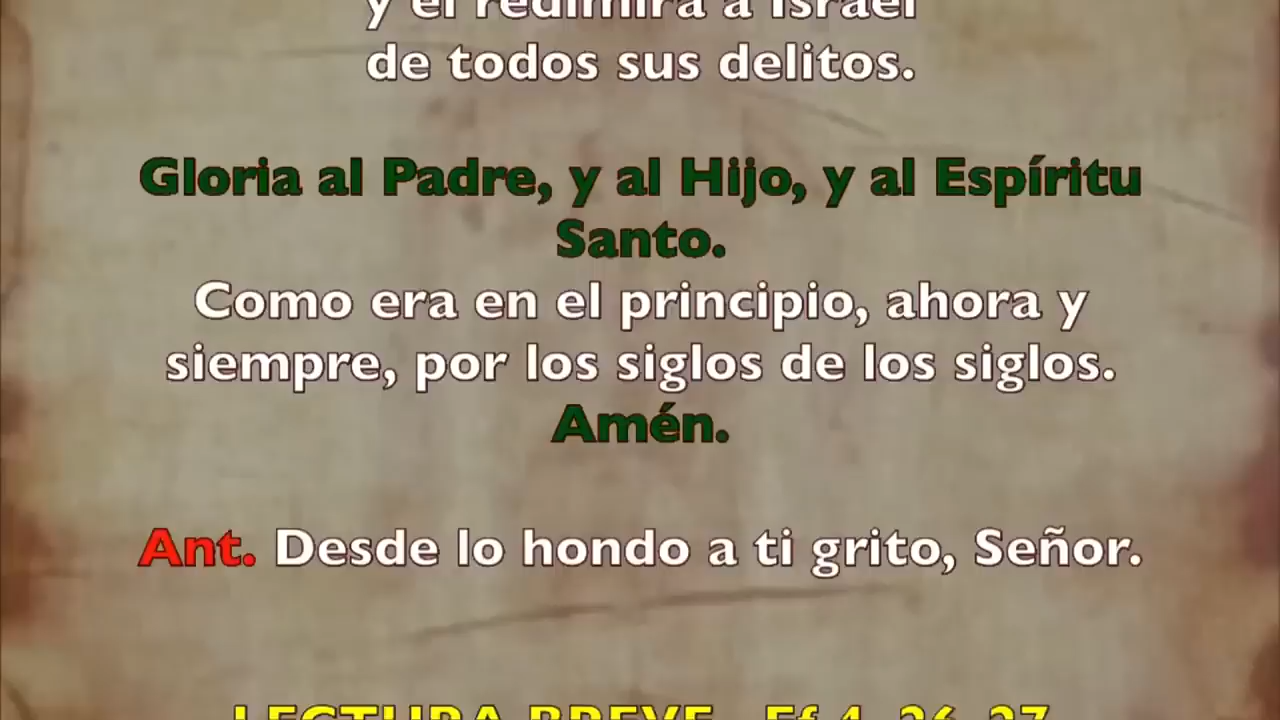 y él redimirá a Israel
de todos sus delitos.
Gloria al Padre, y al Hijo, y al Espíritu
Santo.
Como era en el principio, ahora y
siempre, por los siglos de los siglos.
Amén.
Ant. Desde lo hondo a ti grito, Señor.
LECTURA BREVE Ef 4, 26-27